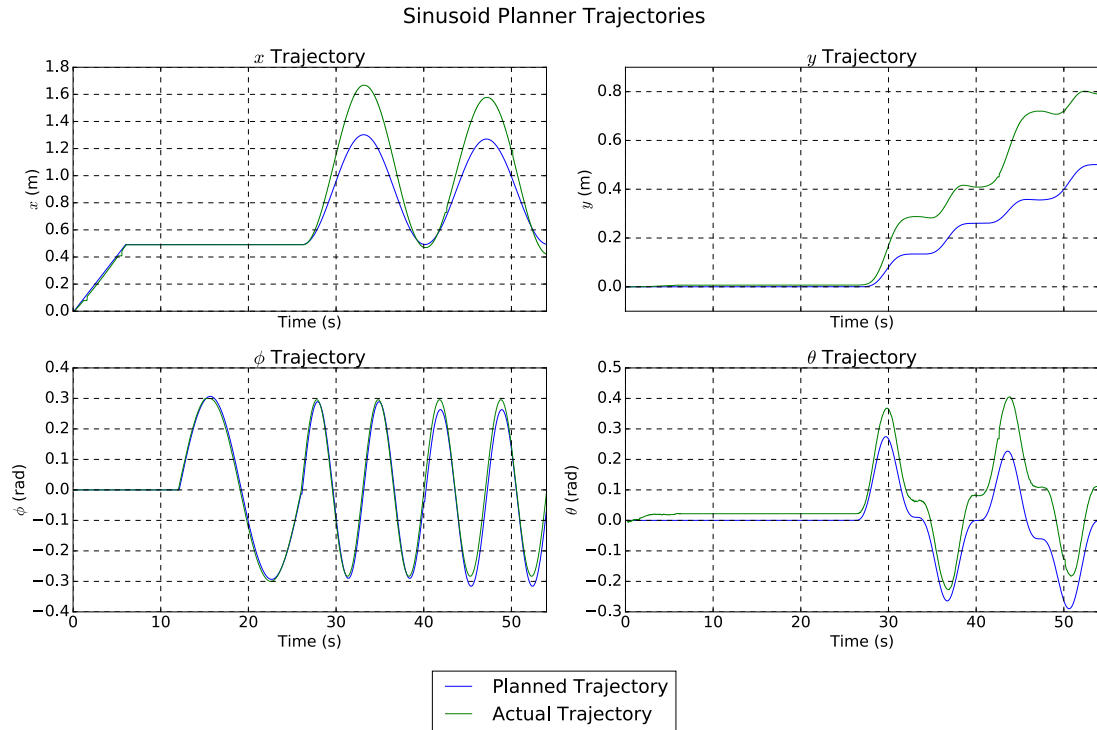 Sinusoid Planner Trajectories
x Trajectory
1.8
1.6
1.4
1.2
1.0
0.8
0.6
0.4
0.2
0.0
x (m)
Time (s)
y Trajectory
0.8
0.6
0.4
0.2
0.0
y (m)
Time (s)
ϕ Trajectory
0.4
0.3
0.2
0.1
0.0
−0.1
−0.2
−0.3
−0.4
ϕ (rad)
0 10 20 30 40 50
Time (s)
θ Trajectory
0.5
0.4
0.3
0.2
0.1
0.0
−0.1
−0.2
−0.3
θ (rad)
0 10 20 30 40 50
Time (s)
Planned Trajectory
Actual Trajectory